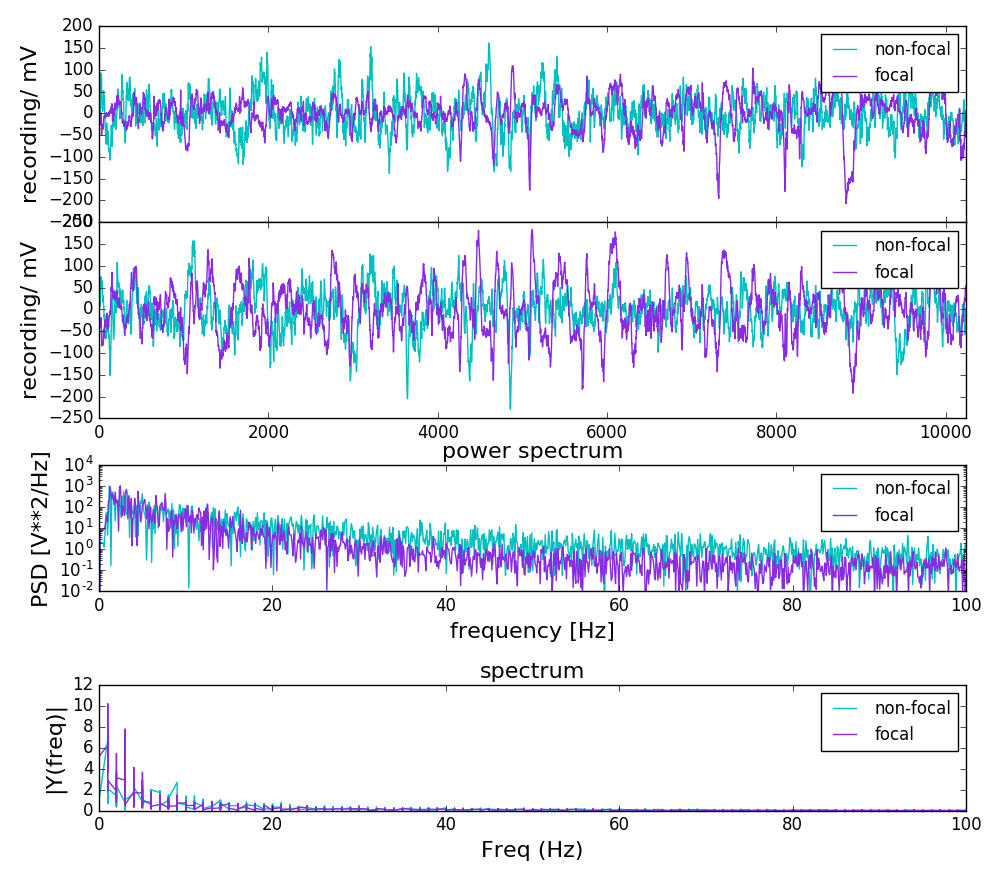 200
150
100
50
0
−50
−100
−150
−200
−250
recording/ mV
non-focal
focal
200
150
100
50
0
−50
−100
−150
−200
−250
recording/ mV
non-focal
focal
0 2000 4000 6000 8000 10000
power spectrum
10^4
10^3
10^2
10^1
10^0
10^-1
10^-2
PSD [V**2/Hz]
non-focal
focal
0 20 40 60 80 100
frequency [Hz]
spectrum
12
10
8
6
4
2
0
|Y(freq)|
non-focal
focal
0 20 40 60 80 100
Freq (Hz)